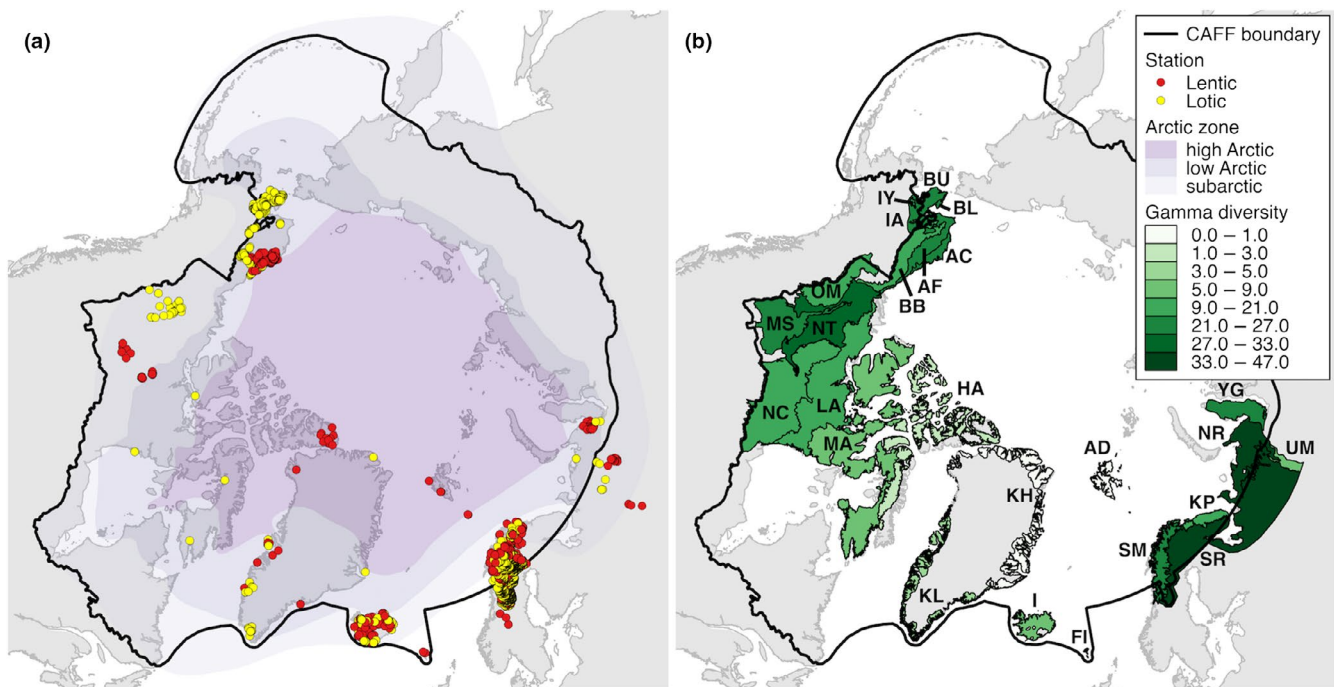 (a)
(b)
CAFF boundary
Station
Lentic
Lotic
Arctic zone
high Arctic
low Arctic
subarctic
Gamma diversity
0.0 – 1.0
1.0 – 3.0
3.0 – 5.0
5.0 – 9.0
9.0 – 21.0
21.0 – 27.0
27.0 – 33.0
33.0 – 47.0
BU
IY
BL
IA
AC
AF
OM
BB
MS
NT
HA
NC
LA
YG
MA
NR
AD
UM
KH
KP
SM
SR
KL
I
FI